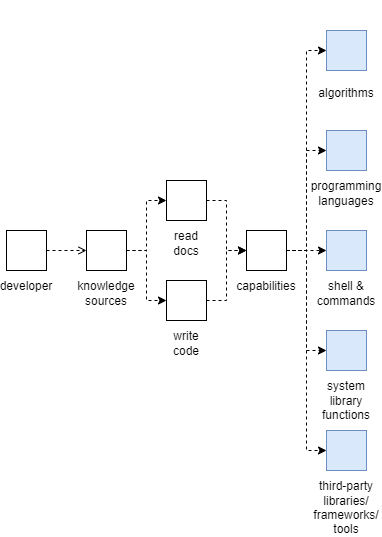 developer
knowledge
sources
read
docs
write
code
capabilities
algorithms
programming
languages
shell &
commands
system
library
functions
third-party
libraries/
frameworks/
tools